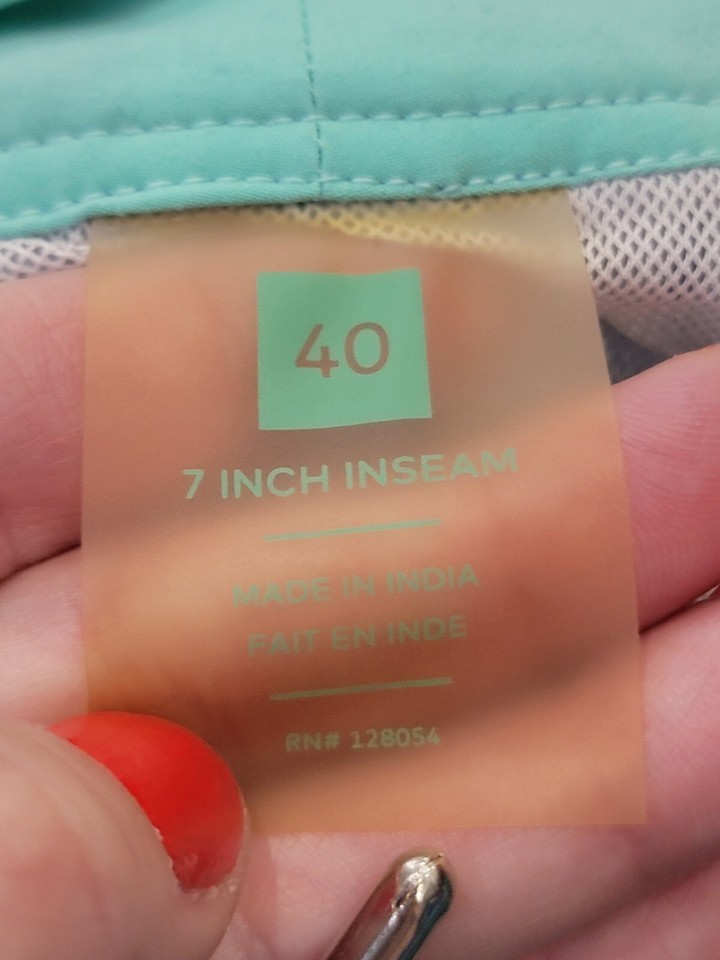 40
7 INCH INSEAM
MADE IN INDIA
FAIT EN INDE
RN# 128054